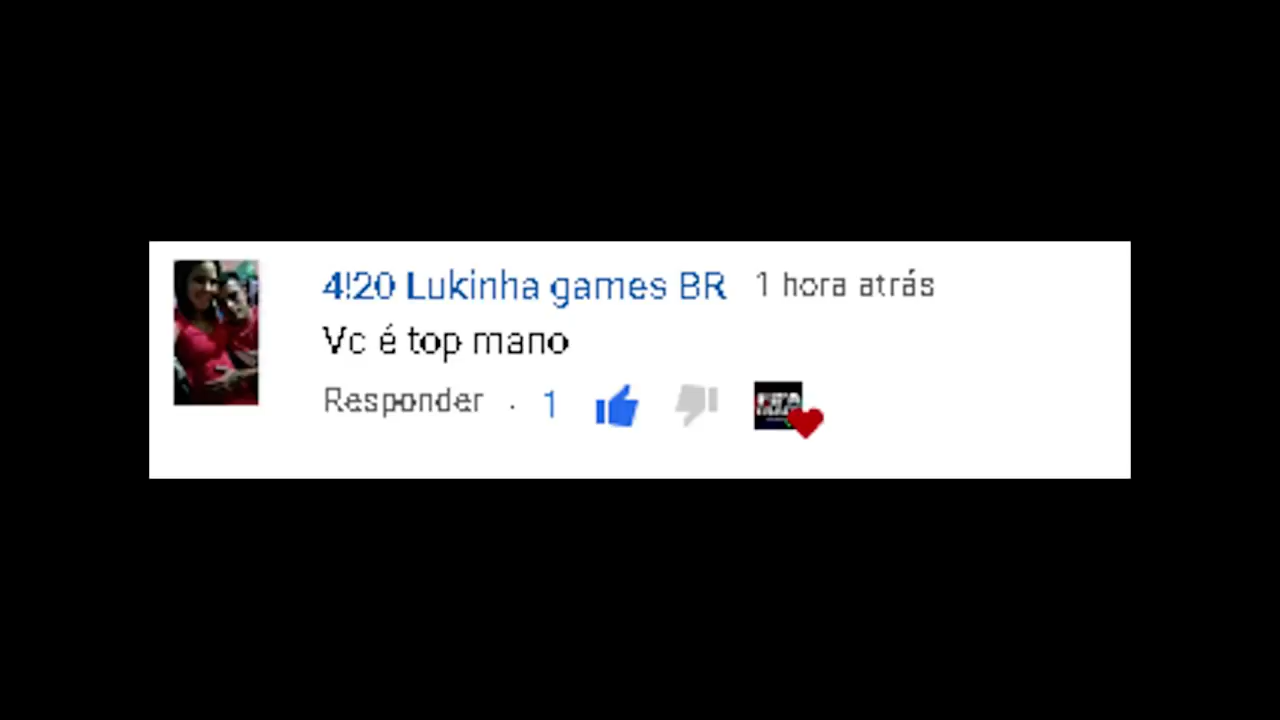 4!20 Lukinha games BR 1 hora atrás
Vc é top mano
Responder · 1